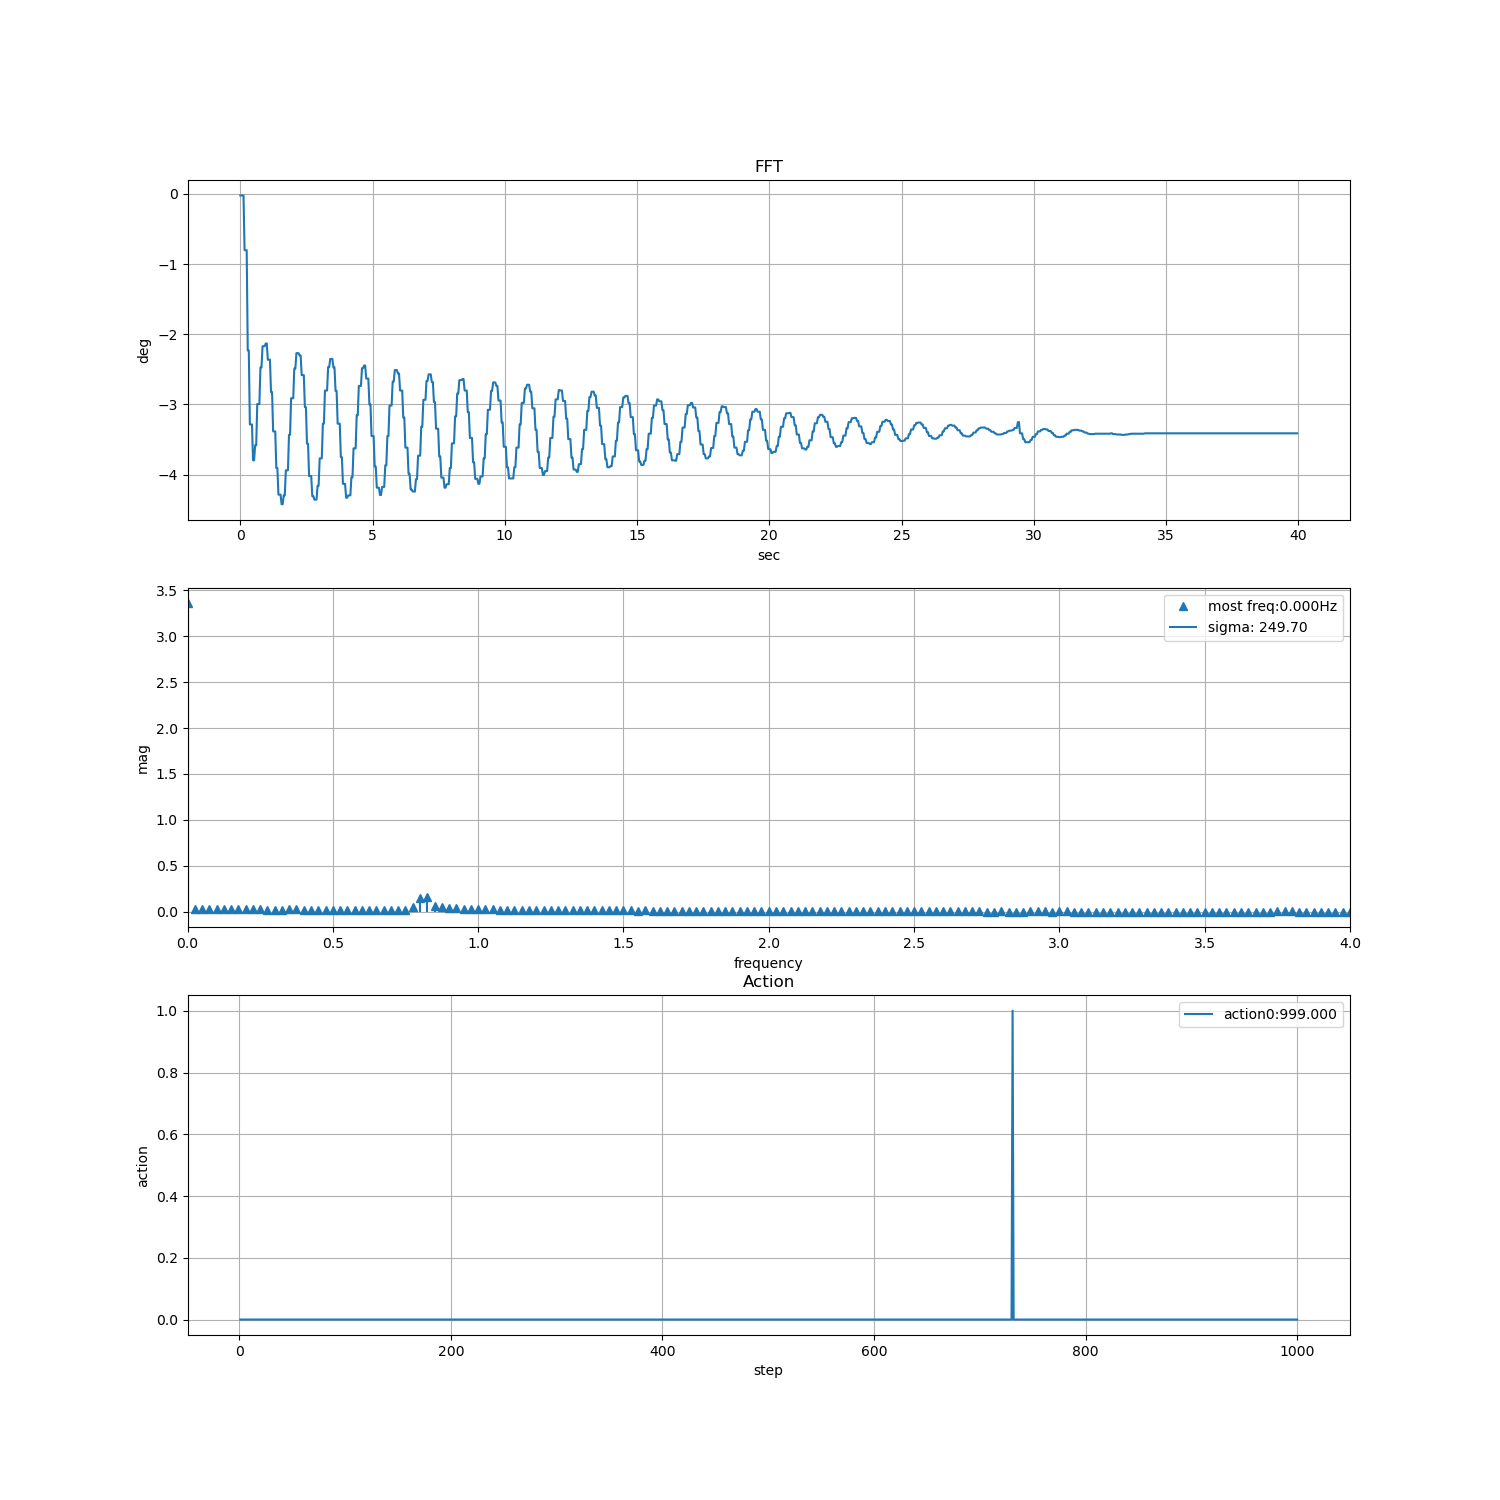 FFT
0
−1
−2
−3
−4
deg
0 5 10 15 20 25 30 35 40
sec
3.5
3.0
2.5
2.0
1.5
1.0
0.5
0.0
mag
most freq:0.000Hz
sigma: 249.70
0.0 0.5 1.0 1.5 2.0 2.5 3.0 3.5 4.0
frequency
Action
1.0
0.8
0.6
0.4
0.2
0.0
action
action0:999.000
0 200 400 600 800 1000
step